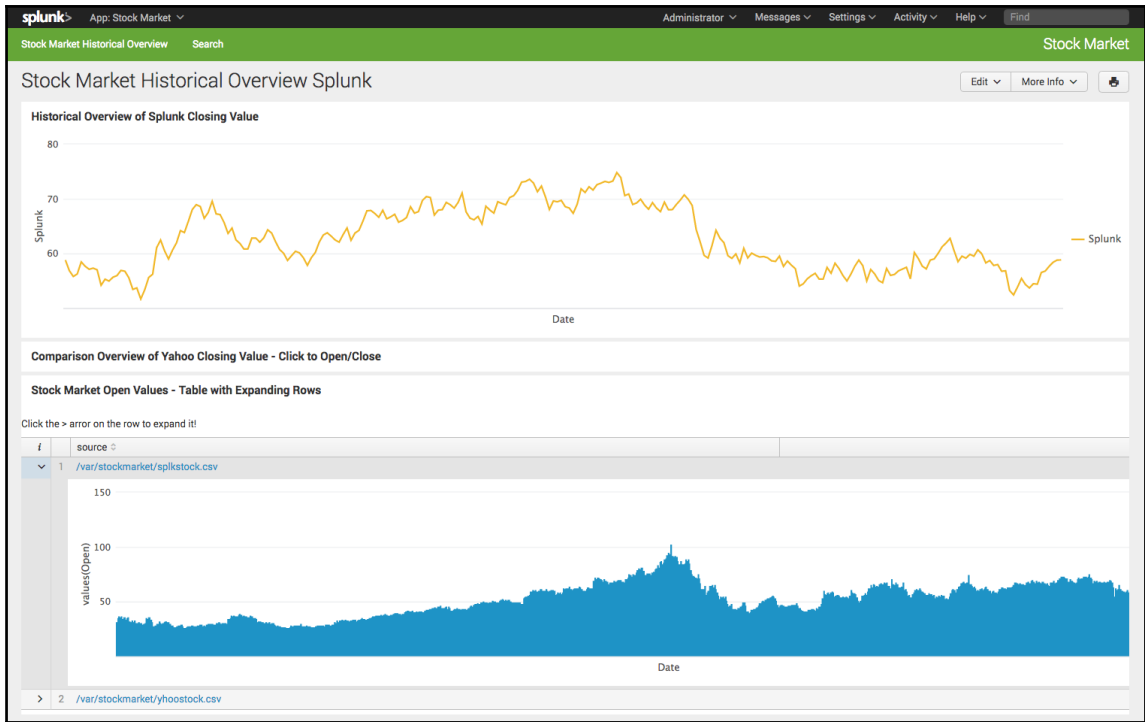 splunk> App: Stock Market Administrator Messages Settings Activity Help Find
Stock Market Historical Overview Search Stock Market
Stock Market Historical Overview Splunk Edit More Info
Historical Overview of Splunk Closing Value
80
70
60
Splunk
Splunk
Date
Comparison Overview of Yahoo Closing Value - Click to Open/Close
Stock Market Open Values - Table with Expanding Rows
Click the > arror on the row to expand it!
i source
1 /var/stockmarket/splkstock.csv
150
100
50
values(Open)
Date
> 2 /var/stockmarket/yhoostock.csv